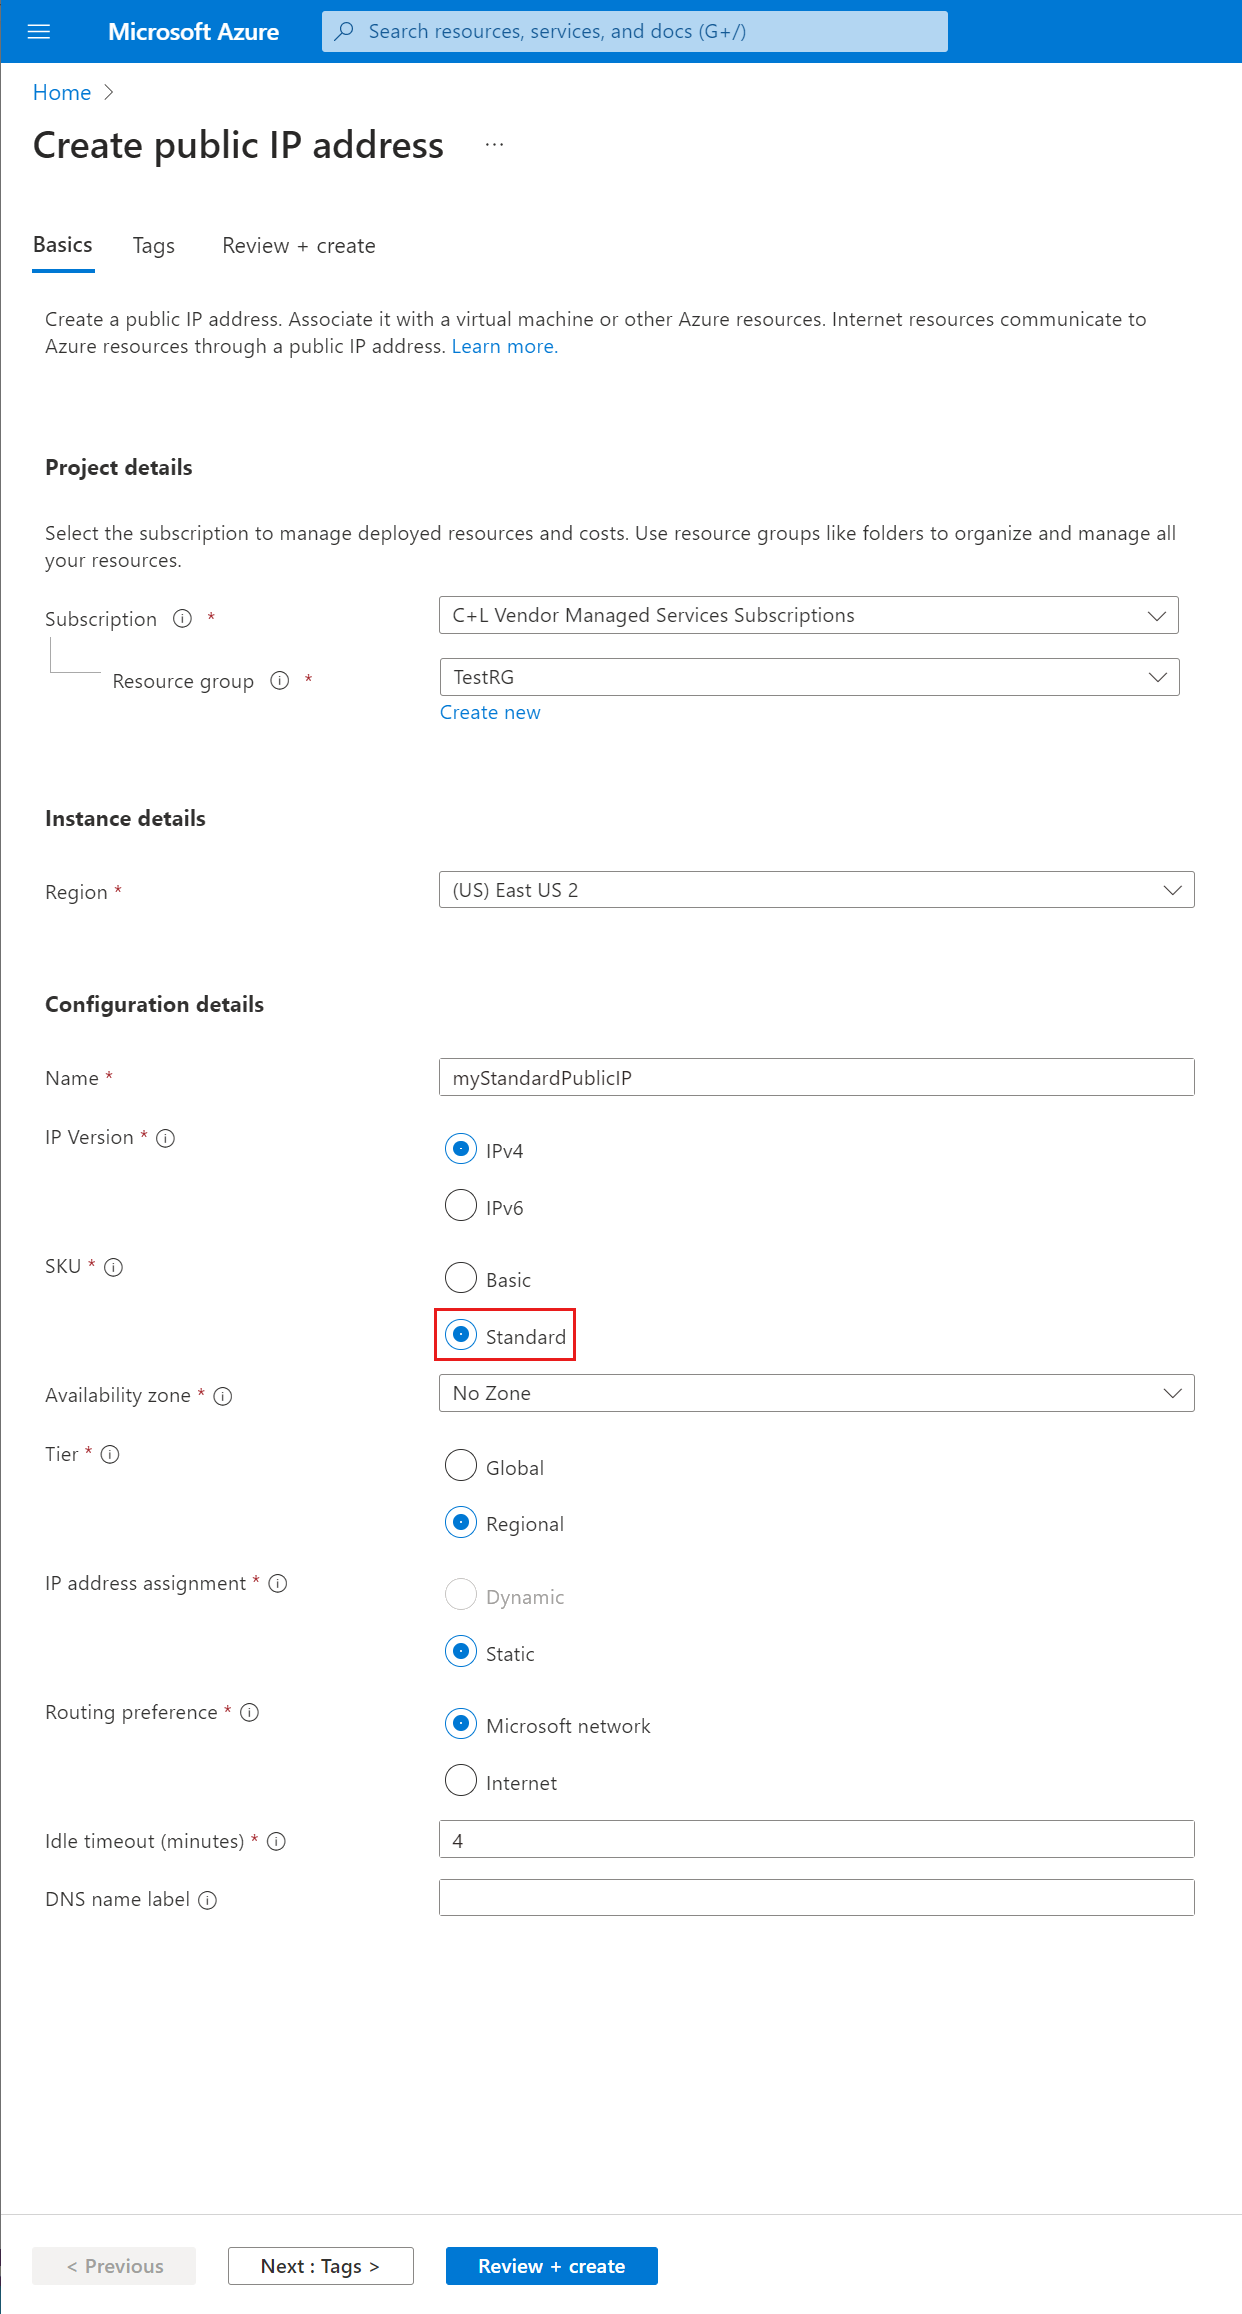 Microsoft Azure
Search resources, services, and docs (G+/)
Home
Create public IP address
...
Basics
Tags
Review + create
Create a public IP address. Associate it with a virtual machine or other Azure resources. Internet resources communicate to
Azure resources through a public IP address. Learn more.
Project details
Select the subscription to manage deployed resources and costs. Use resource groups like folders to organize and manage all
your resources.
Subscription *
C+L Vendor Managed Services Subscriptions
Resource group *
TestRG
Create new
Instance details
Region *
(US) East US 2
Configuration details
Name *
myStandardPublicIP
IP Version *
IPv4
IPv6
SKU *
Basic
Standard
Availability zone *
No Zone
Tier *
Global
Regional
IP address assignment *
Dynamic
Static
Routing preference *
Microsoft network
Internet
Idle timeout (minutes) *
4
DNS name label
< Previous
Next : Tags >
Review + create